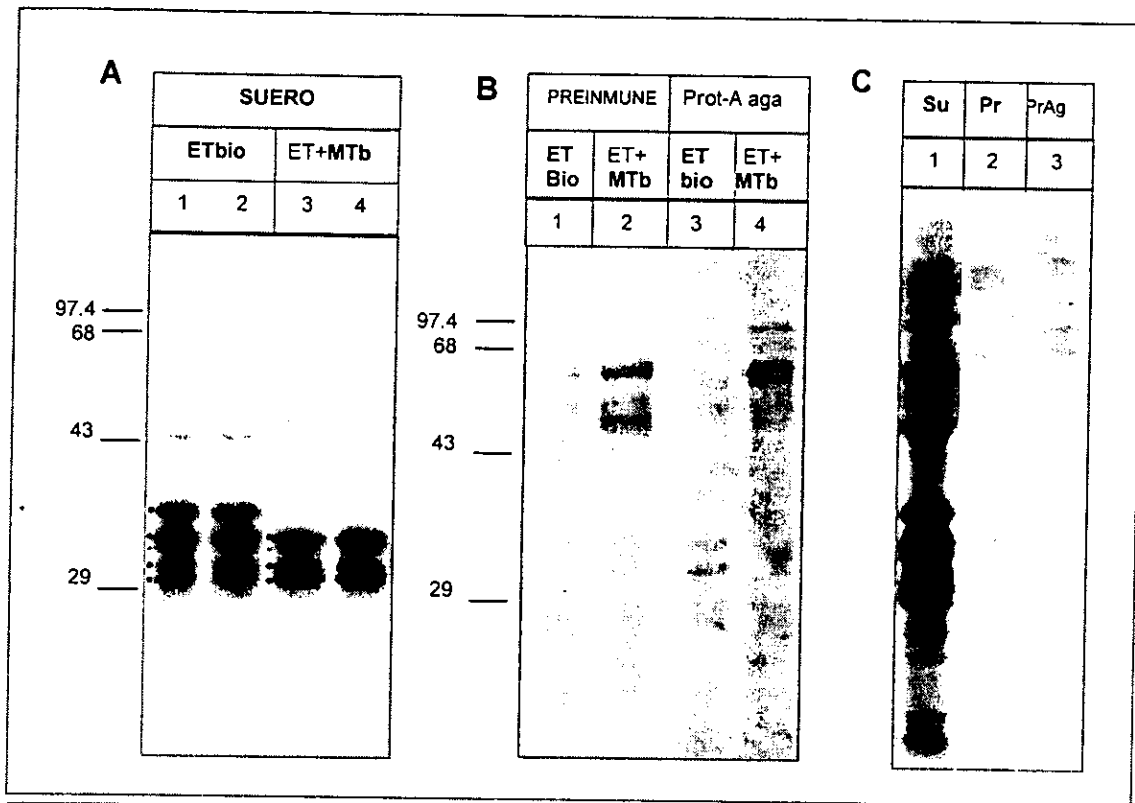 A
SUERO
ETbio ET+MTb
1 2 3 4
97.4
68
43
29
B
PREINMUNE Prot-A aga
ET Bio ET+ MTb ET bio ET+ MTb
1 2 3 4
97.4
68
43
29
C
Su Pr PrAg
1 2 3